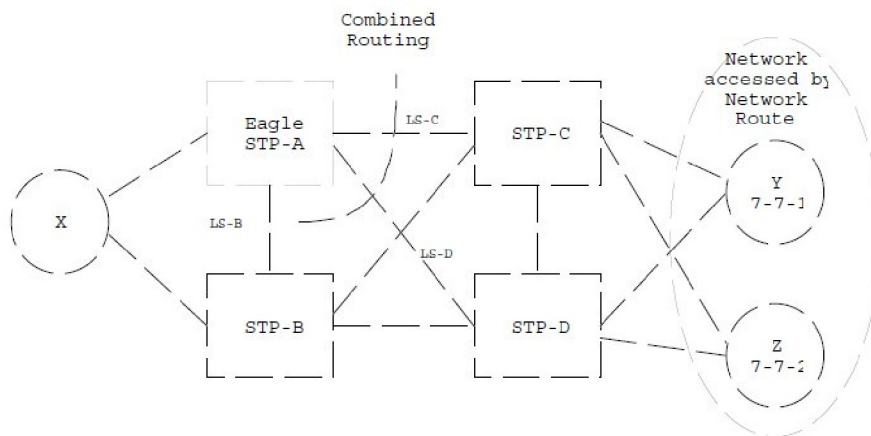 Combined
Routing
Network
accessed by
Network
Route
Eagle
STP-A
LS-C
STP-C
Y
7-7-1
X
LS-B
LS-D
STP-B
STP-D
Z
7-7-2